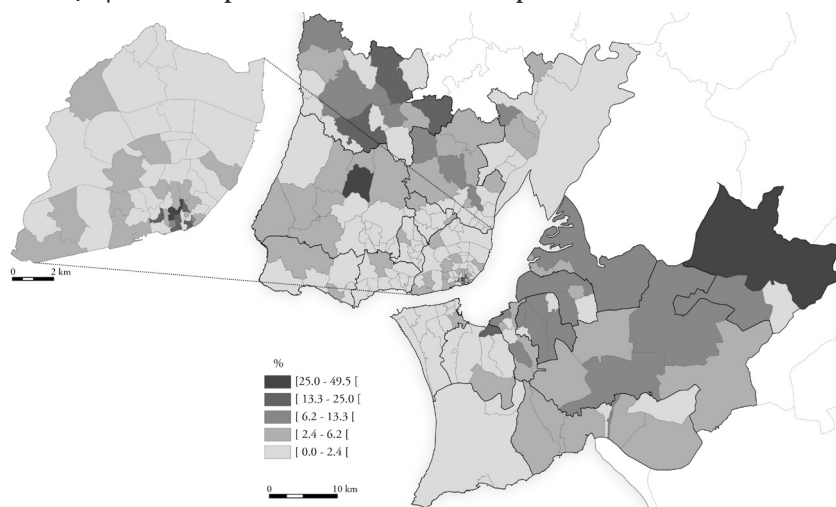 0 2 km
%
[25.0 - 49.5 [
[ 13.3 - 25.0 [
[ 6.2 - 13.3 [
[ 2.4 - 6.2 [
[ 0.0 - 2.4 [
0 10 km